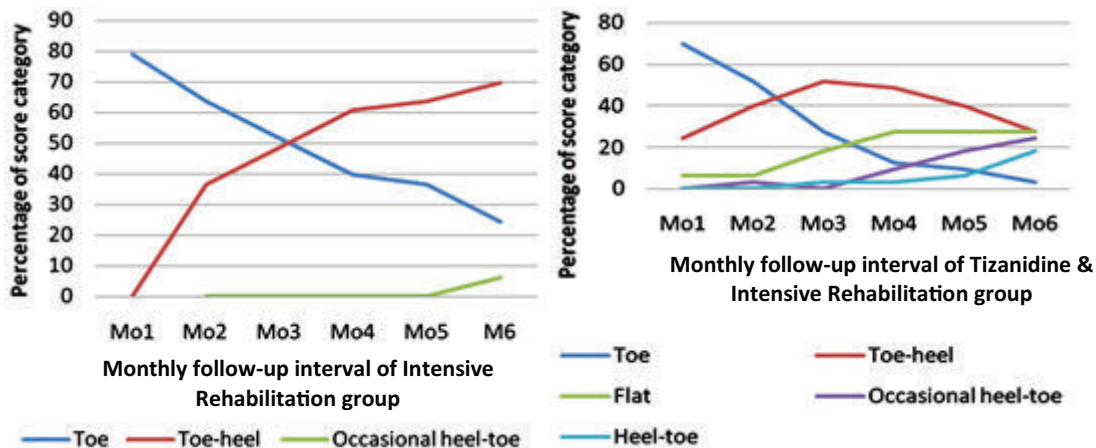 Percentage of score category
90
80
70
60
50
40
30
20
10
0
Mo1 Mo2 Mo3 Mo4 Mo5 M6
Monthly follow-up interval of Intensive
Rehabilitation group
Toe Toe-heel Occasional heel-toe
Percentage of score category
80
60
40
20
0
Mo1 Mo2 Mo3 Mo4 Mo5 Mo6
Monthly follow-up interval of Tizanidine &
Intensive Rehabilitation group
Toe Toe-heel
Flat Occasional heel-toe
Heel-toe